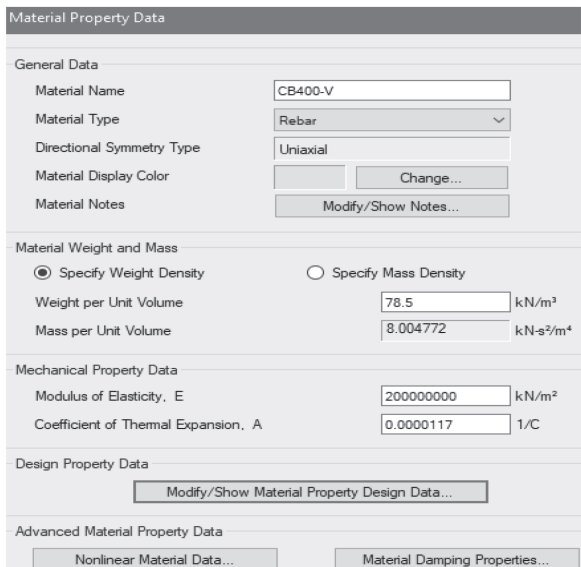 Material Property Data
General Data
Material Name CB400-V
Material Type Rebar
Directional Symmetry Type Uniaxial
Material Display Color Change...
Material Notes Modify/Show Notes...
Material Weight and Mass
Specify Weight Density Specify Mass Density
Weight per Unit Volume 78.5 kN/m³
Mass per Unit Volume 8.004772 kN-s²/m⁴
Mechanical Property Data
Modulus of Elasticity, E 200000000 kN/m²
Coefficient of Thermal Expansion, A 0.0000117 1/C
Design Property Data
Modify/Show Material Property Design Data...
Advanced Material Property Data
Nonlinear Material Data... Material Damping Properties...